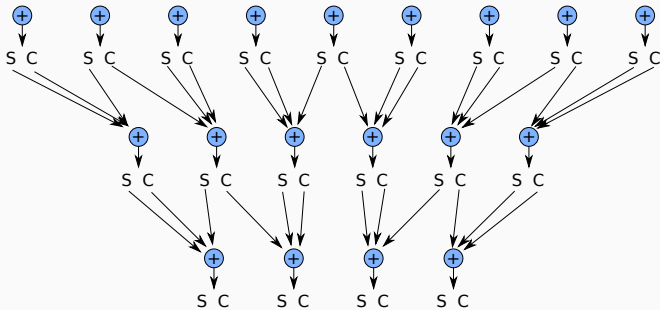 + + + + + + + + +
S C S C S C S C S C S C S C S C S C
+ + + + + +
S C S C S C S C S C S C
+ + + +
S C S C S C S C